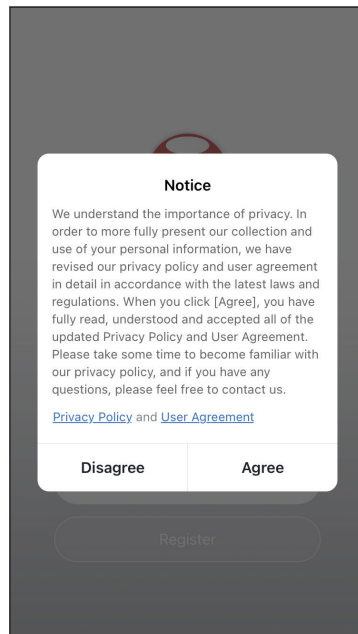 Notice
We understand the importance of privacy. In
order to more fully present our collection and
use of your personal information, we have
revised our privacy policy and user agreement
in detail in accordance with the latest laws and
regulations. When you click [Agree], you have
fully read, understood and accepted all of the
updated Privacy Policy and User Agreement.
Please take some time to become familiar with
our privacy policy, and if you have any
questions, please feel free to contact us.
Privacy Policy and User Agreement
Disagree
Agree
Register